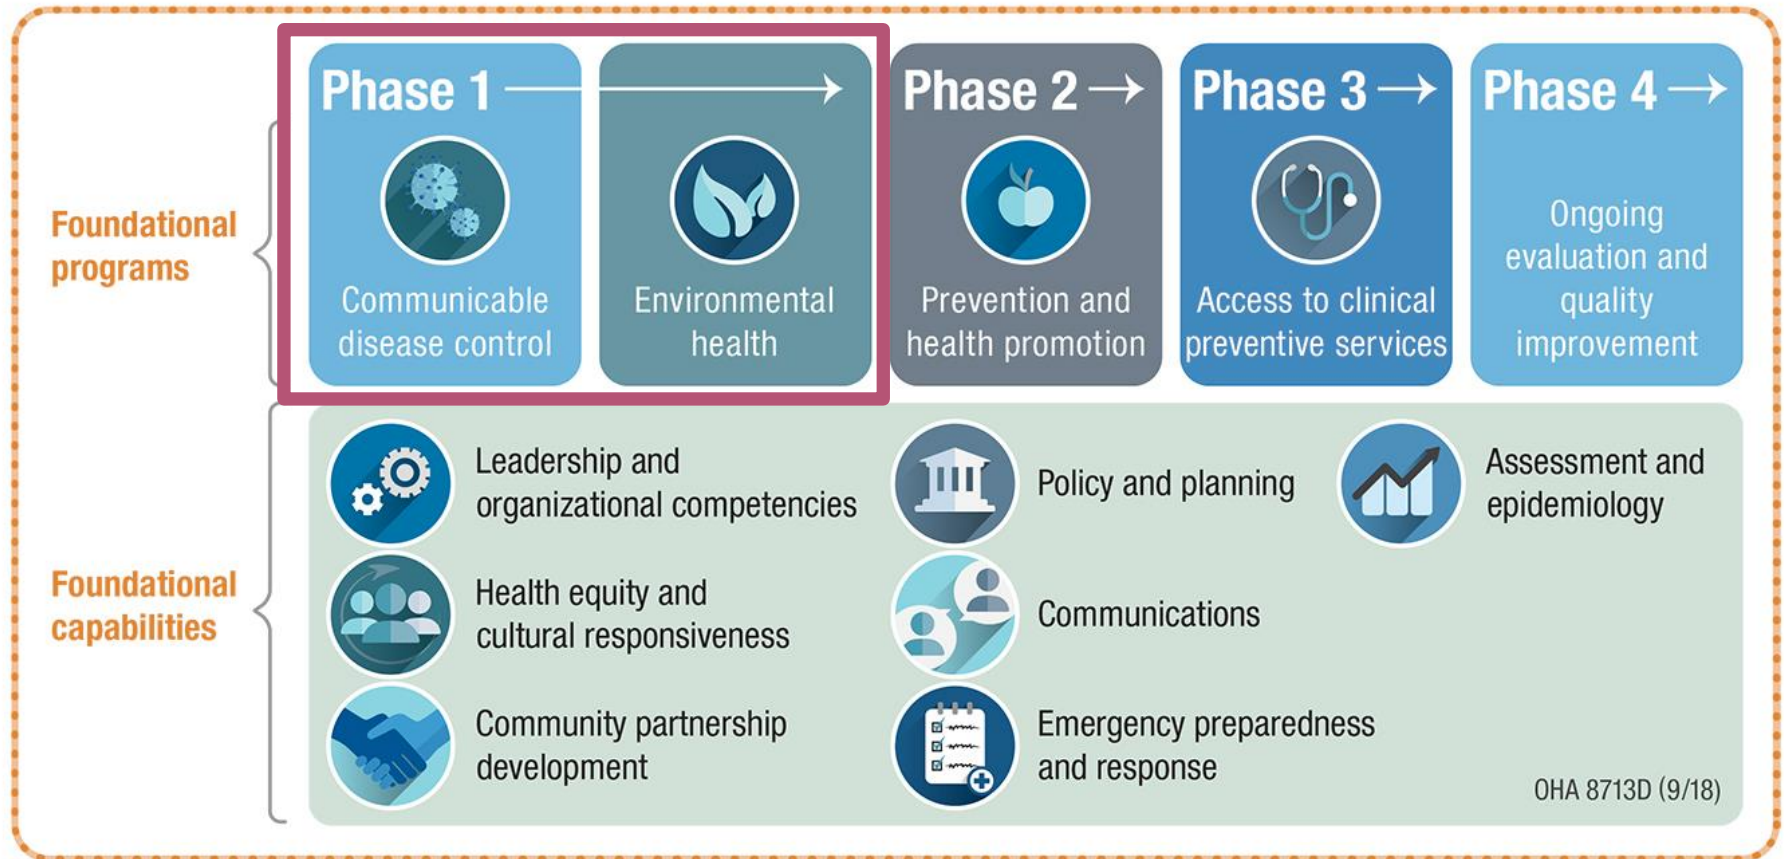 Foundational
programs
Phase 1
Communicable
disease control
Environmental
health
Phase 2
Prevention and
health promotion
Phase 3
Access to clinical
preventive services
Phase 4
Ongoing
evaluation and
quality
improvement
Foundational
capabilities
Leadership and
organizational competencies
Health equity and
cultural responsiveness
Community partnership
development
Policy and planning
Communications
Emergency preparedness
and response
Assessment and
epidemiology
OHA 8713D (9/18)